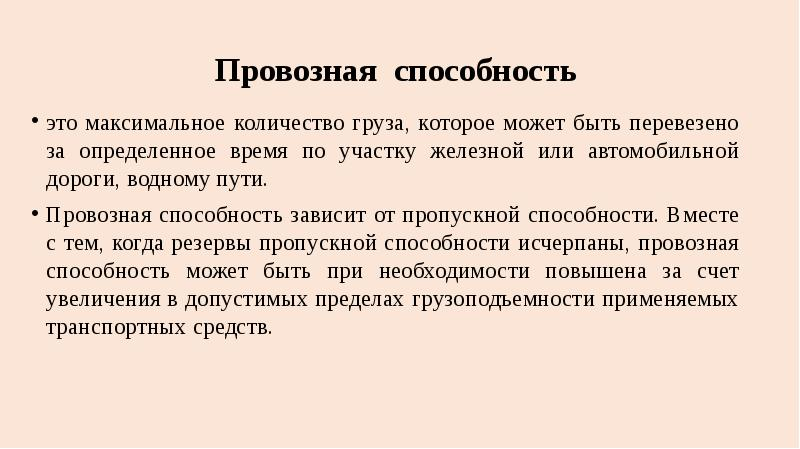 Провозная способность
• это максимальное количество груза, которое может быть перевезено
за определенное время по участку железной или автомобильной
дороги, водному пути.
• Провозная способность зависит от пропускной способности. Вместе
с тем, когда резервы пропускной способности исчерпаны, провозная
способность может быть при необходимости повышена за счет
увеличения в допустимых пределах грузоподъемности применяемых
транспортных средств.